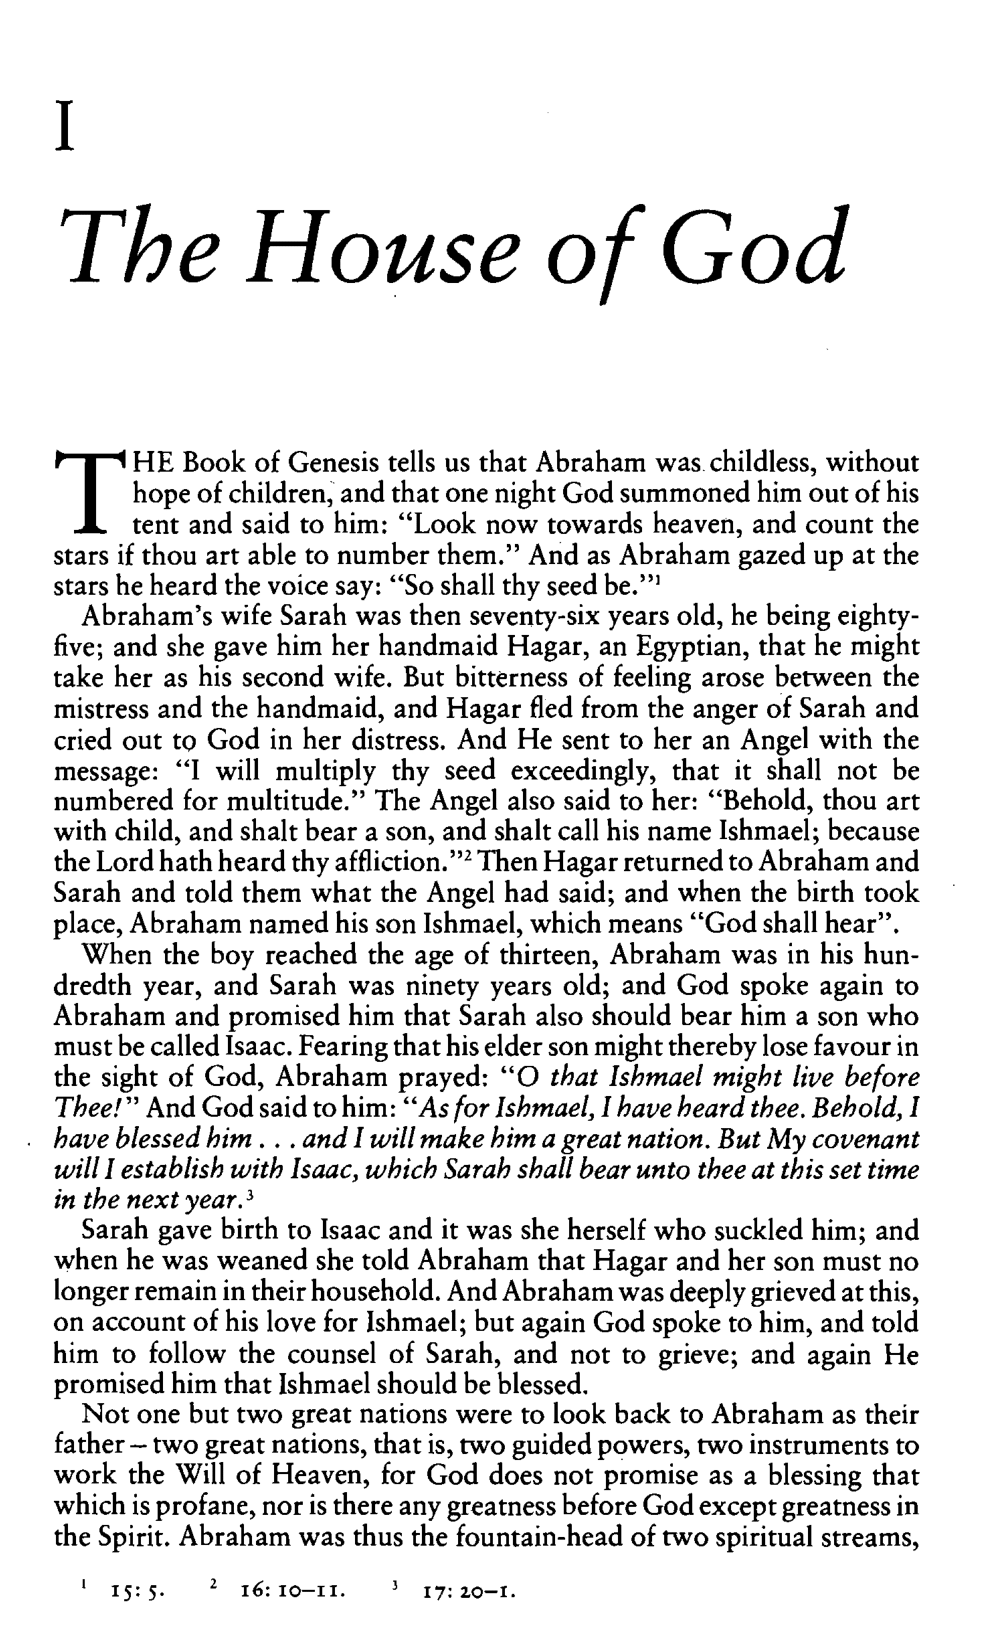 I
The House of God
THE Book of Genesis tells us that Abraham was childless, without
hope of children, and that one night God summoned him out of his
tent and said to him: “Look now towards heaven, and count the
stars if thou art able to number them.” And as Abraham gazed up at the
stars he heard the voice say: “So shall thy seed be.”¹
Abraham’s wife Sarah was then seventy-six years old, he being eighty-
five; and she gave him her handmaid Hagar, an Egyptian, that he might
take her as his second wife. But bitterness of feeling arose between the
mistress and the handmaid, and Hagar fled from the anger of Sarah and
cried out to God in her distress. And He sent to her an Angel with the
message: “I will multiply thy seed exceedingly, that it shall not be
numbered for multitude.” The Angel also said to her: “Behold, thou art
with child, and shalt bear a son, and shalt call his name Ishmael; because
the Lord hath heard thy affliction.”² Then Hagar returned to Abraham and
Sarah and told them what the Angel had said; and when the birth took
place, Abraham named his son Ishmael, which means “God shall hear”.
When the boy reached the age of thirteen, Abraham was in his hun-
dredth year, and Sarah was ninety years old; and God spoke again to
Abraham and promised him that Sarah also should bear him a son who
must be called Isaac. Fearing that his elder son might thereby lose favour in
the sight of God, Abraham prayed: “O that Ishmael might live before
Thee!” And God said to him: “As for Ishmael, I have heard thee. Behold, I
have blessed him . . . and I will make him a great nation. But My covenant
will I establish with Isaac, which Sarah shall bear unto thee at this set time
in the next year.³
Sarah gave birth to Isaac and it was she herself who suckled him; and
when he was weaned she told Abraham that Hagar and her son must no
longer remain in their household. And Abraham was deeply grieved at this,
on account of his love for Ishmael; but again God spoke to him, and told
him to follow the counsel of Sarah, and not to grieve; and again He
promised him that Ishmael should be blessed.
Not one but two great nations were to look back to Abraham as their
father – two great nations, that is, two guided powers, two instruments to
work the Will of Heaven, for God does not promise as a blessing that
which is profane, nor is there any greatness before God except greatness in
the Spirit. Abraham was thus the fountain-head of two spiritual streams,
¹ 15: 5. ² 16: 10–11. ³ 17: 20–1.